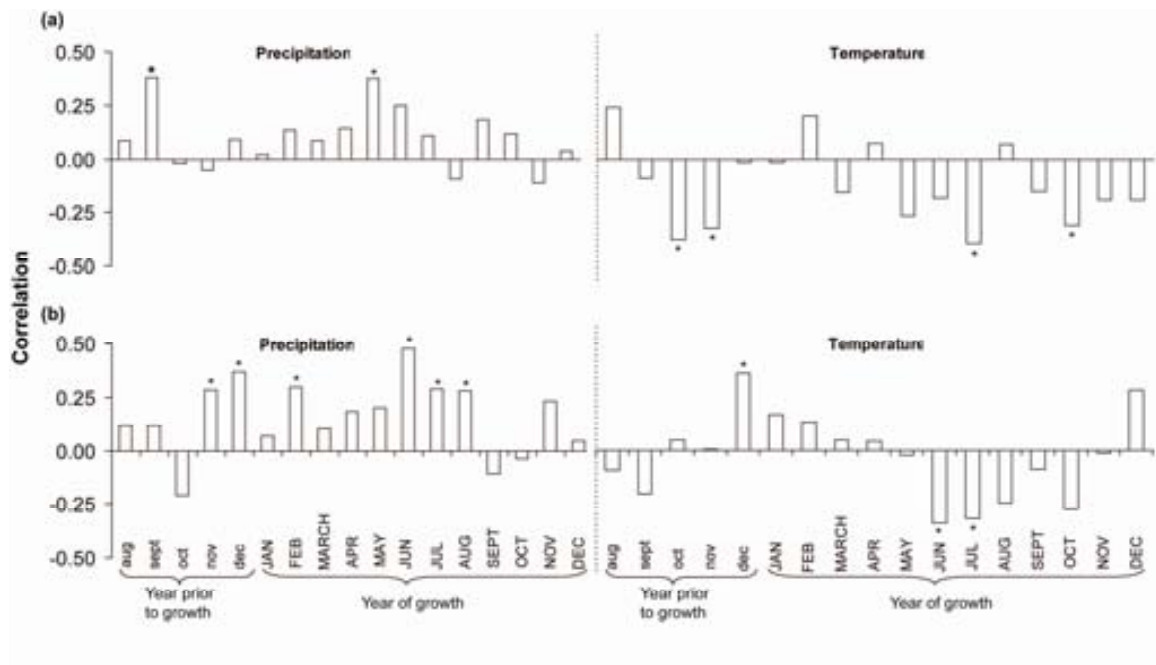 (a)
Precipitation
Temperature
0.50
0.25
0.00
-0.25
-0.50
*
*
*
*
*
*
Correlation
(b)
Precipitation
Temperature
0.50
0.25
0.00
-0.25
-0.50
*
*
*
*
*
*
*
*
*
aug sept oct nov dec JAN FEB MARCH APR MAY JUN JUL AUG SEPT OCT NOV DEC
aug sept oct nov dec JAN FEB MARCH APR MAY JUN JUL AUG SEPT OCT NOV DEC
Year prior
to growth
Year of growth
Year prior
to growth
Year of growth